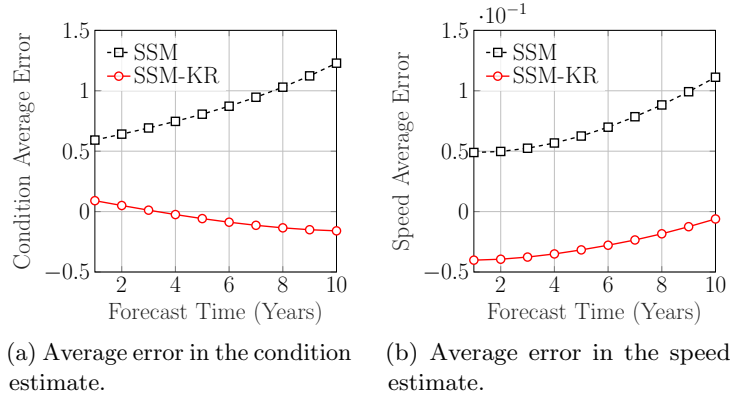 1.5
1
0.5
0
−0.5
2 4 6 8 10
Condition Average Error
Forecast Time (Years)
SSM
SSM-KR
(a) Average error in the condition
estimate.
·10⁻¹
1.5
1
0.5
0
−0.5
2 4 6 8 10
Speed Average Error
Forecast Time (Years)
SSM
SSM-KR
(b) Average error in the speed
estimate.